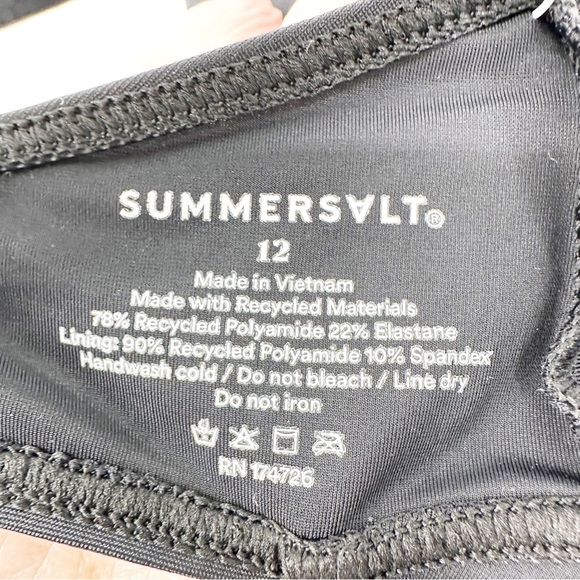 SUMMERSALT®
12
Made in Vietnam
Made with Recycled Materials
78% Recycled Polyamide 22% Elastane
Lining: 90% Recycled Polyamide 10% Spandex
Handwash cold / Do not bleach / Line dry
Do not iron
RN 174726